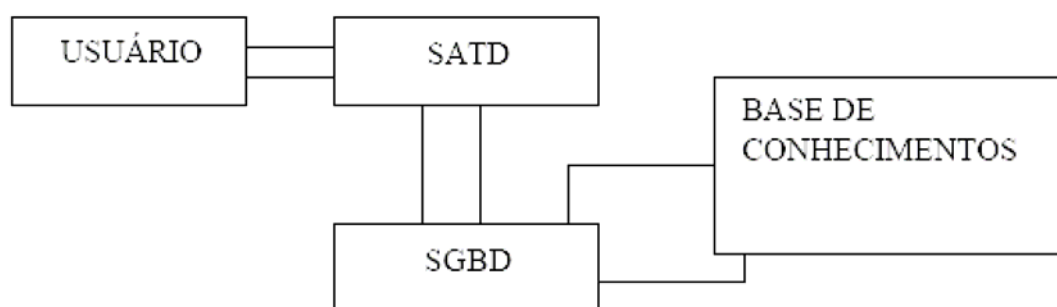 USUÁRIO
SATD
BASE DE
CONHECIMENTOS
SGBD